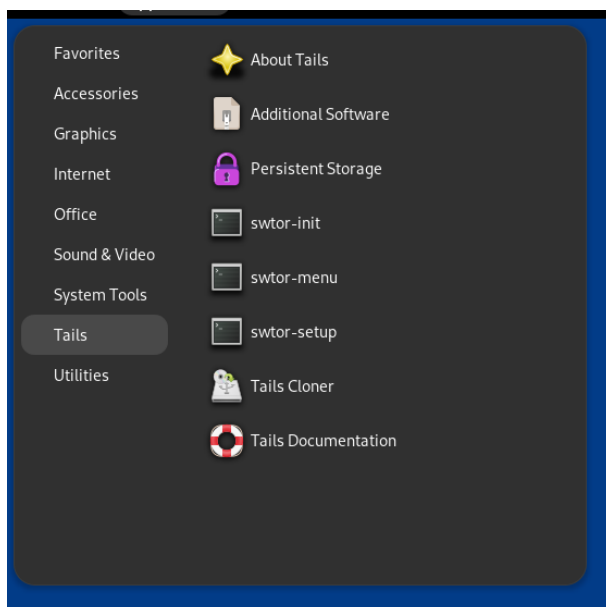 Favorites
Accessories
Graphics
Internet
Office
Sound & Video
System Tools
Tails
Utilities
About Tails
Additional Software
Persistent Storage
swtor-init
swtor-menu
swtor-setup
Tails Cloner
Tails Documentation